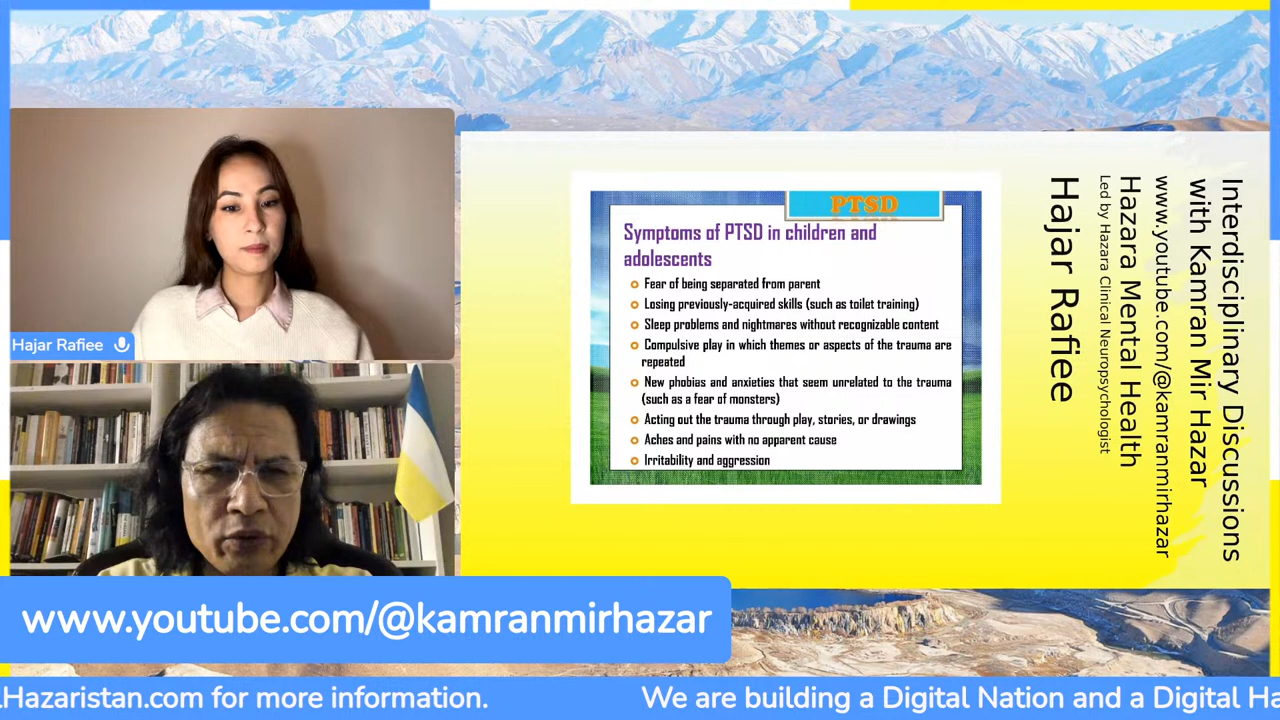 PTSD
Symptoms of PTSD in children and
adolescents
Fear of being separated from parent
Losing previously-acquired skills (such as toilet training)
Sleep problems and nightmares without recognizable content
Compulsive play in which themes or aspects of the trauma are
repeated
New phobias and anxieties that seem unrelated to the trauma
(such as a fear of monsters)
Acting out the trauma through play, stories, or drawings
Aches and pains with no apparent cause
Irritability and aggression
Interdisciplinary Discussions
with Kamran Mir Hazar
www.youtube.com/@kamranmirhazar
Hazara Mental Health
Led by Hazara Clinical Neuropsychologist
Hajar Rafiee
Hajar Rafiee
www.youtube.com/@kamranmirhazar
.Hazaristan.com for more information.
We are building a Digital Nation and a Digital Ha